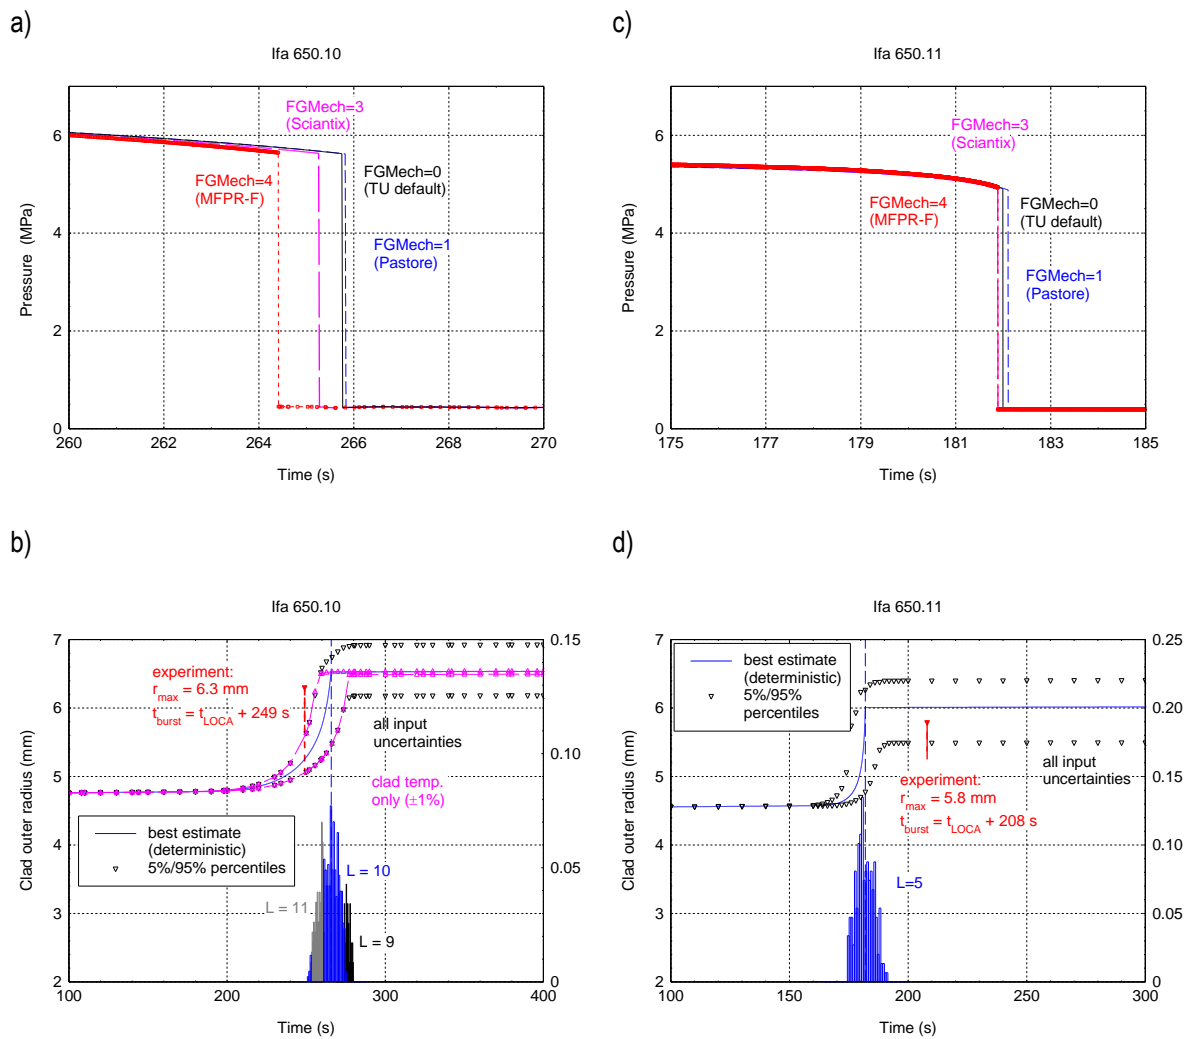 a)
Ifa 650.10
Pressure (MPa)
6
4
2
0
FGMech=3
(Sciantix)
FGMech=4
(MFPR-F)
FGMech=0
(TU default)
FGMech=1
(Pastore)
260 262 264 266 268 270
Time (s)
c)
Ifa 650.11
Pressure (MPa)
6
4
2
0
FGMech=3
(Sciantix)
FGMech=4
(MFPR-F)
FGMech=0
(TU default)
FGMech=1
(Pastore)
175 177 179 181 183 185
Time (s)
b)
Ifa 650.10
Clad outer radius (mm)
7
6
5
4
3
2
0.15
0.10
0.05
0
experiment:
rmax = 6.3 mm
tburst = tLOCA + 249 s
all input
uncertainties
clad temp.
only (±1%)
best estimate
(deterministic)
5%/95% percentiles
L = 10
L = 11
L = 9
100 200 300 400
Time (s)
d)
Ifa 650.11
Clad outer radius (mm)
7
6
5
4
3
2
0.25
0.20
0.15
0.10
0.05
0
best estimate
(deterministic)
5%/95%
percentiles
all input
uncertainties
experiment:
rmax = 5.8 mm
tburst = tLOCA + 208 s
L=5
100 150 200 250 300
Time (s)